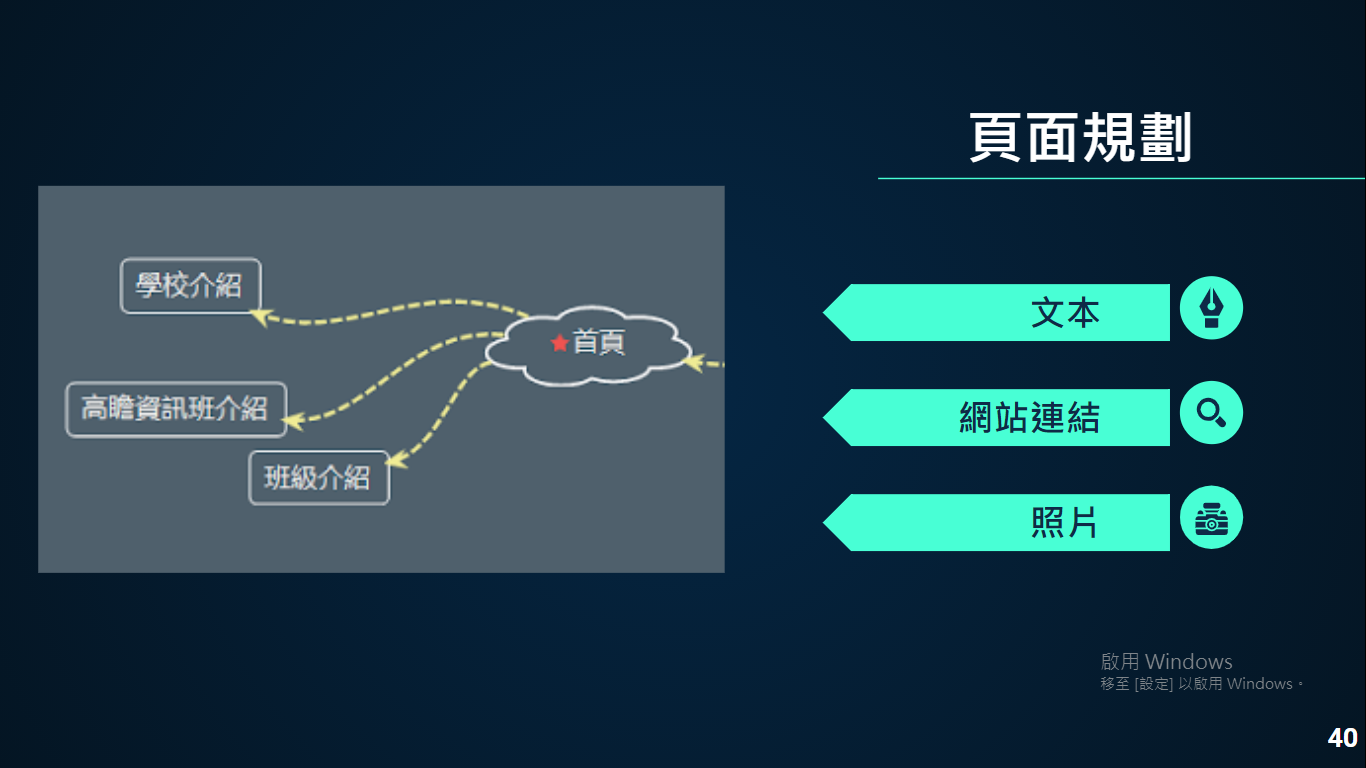 頁面規劃
學校介紹
首頁
高瞻資訊班介紹
班級介紹
文本
網站連結
照片
啟用 Windows
移至 [設定] 以啟用 Windows。
40